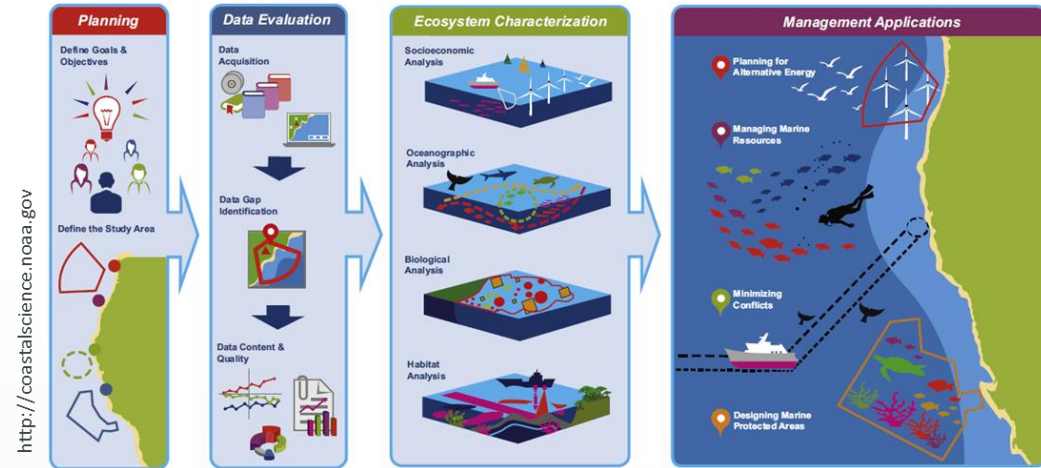 http://coastalscience.noaa.gov
Planning
Define Goals &
Objectives
Define the Study Area
Data Evaluation
Data
Acquisition
Data Gap
Identification
Data Content &
Quality
Ecosystem Characterization
Socioeconomic
Analysis
Oceanographic
Analysis
Biological
Analysis
Habitat
Analysis
Management Applications
Planning for
Alternative Energy
Managing Marine
Resources
Minimizing
Conflicts
Designing Marine
Protected Areas